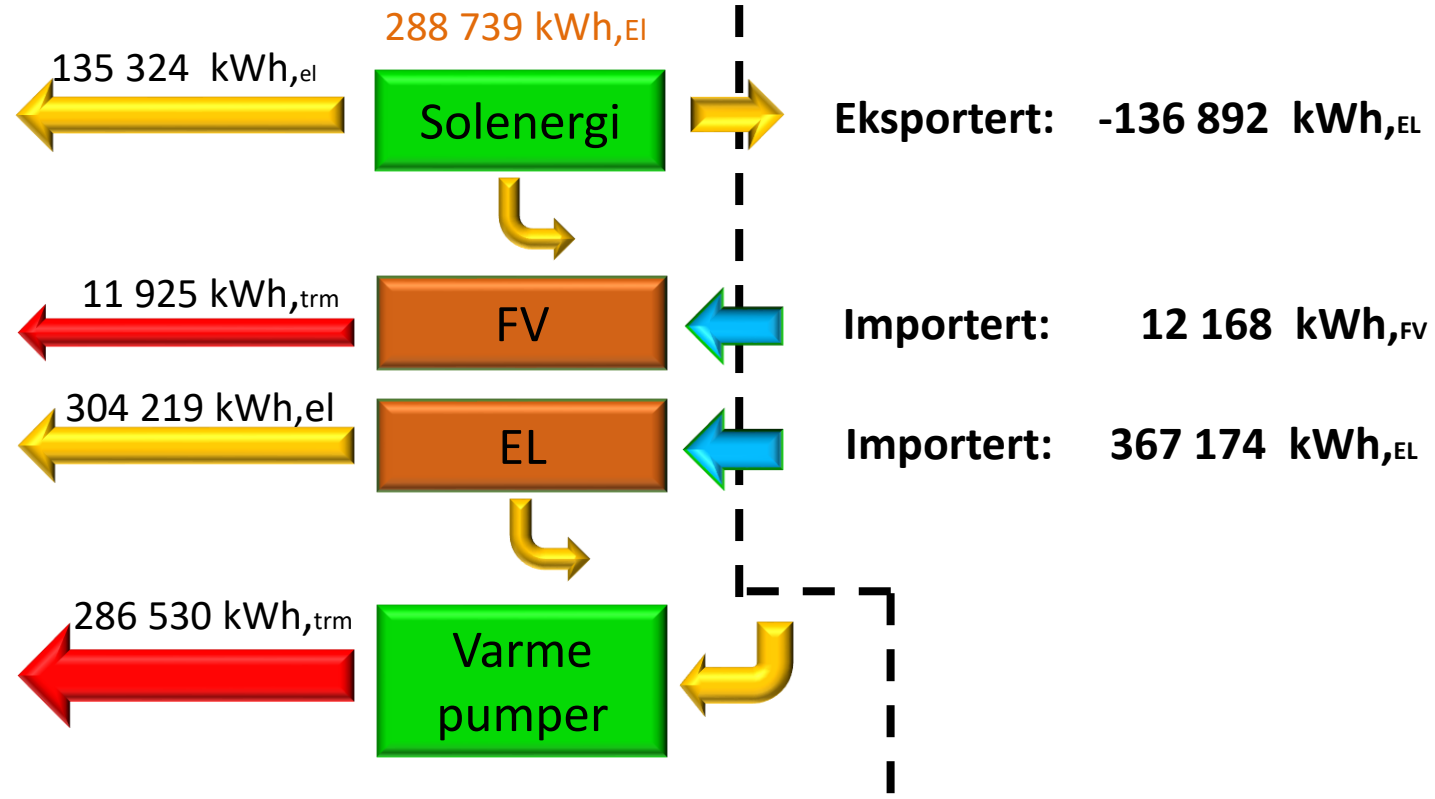 288 739 kWh,El
135 324 kWh,el
Solenergi
Eksportert: -136 892 kWh,EL
11 925 kWh,trm
FV
Importert: 12 168 kWh,FV
304 219 kWh,el
EL
Importert: 367 174 kWh,EL
286 530 kWh,trm
Varme
pumper